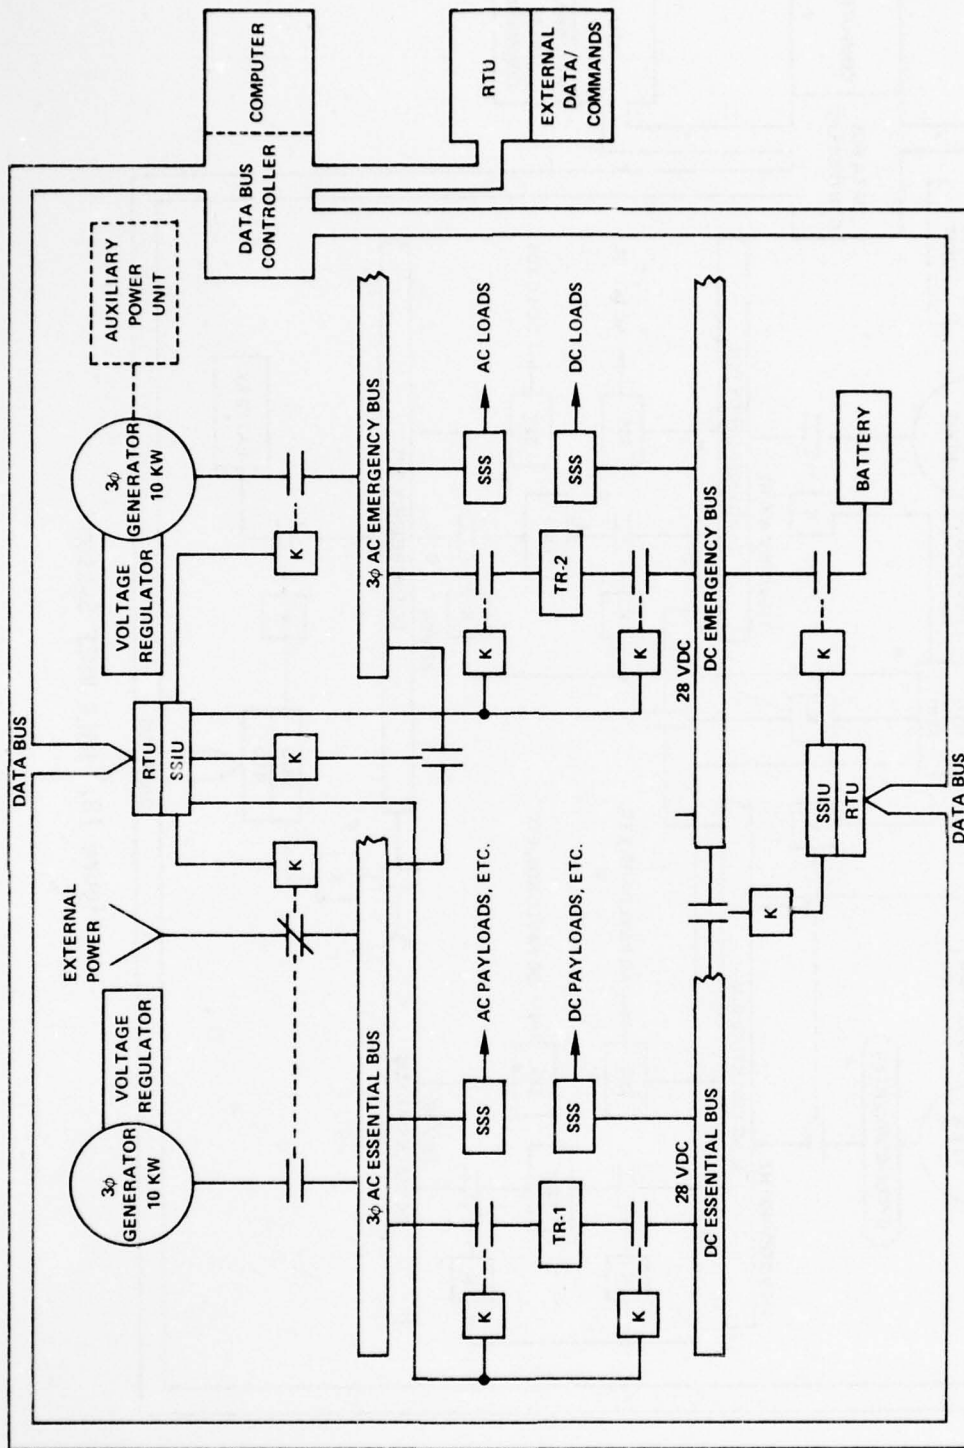 DATA BUS
EXTERNAL
POWER
3φ
GENERATOR
10 KW
VOLTAGE
REGULATOR
K
RTU
SSIU
K
K
VOLTAGE
REGULATOR
3φ
GENERATOR
10 KW
AUXILIARY
POWER
UNIT
DATA BUS
CONTROLLER
COMPUTER
RTU
EXTERNAL
DATA/
COMMANDS
3φ AC ESSENTIAL BUS
3φ AC EMERGENCY BUS
K
SSS
AC PAYLOADS, ETC.
K
SSS
AC LOADS
TR-1
SSS
DC PAYLOADS, ETC.
TR-2
SSS
DC LOADS
K
K
28 VDC
DC ESSENTIAL BUS
28 VDC
DC EMERGENCY BUS
K
SSIU
RTU
K
BATTERY
DATA BUS